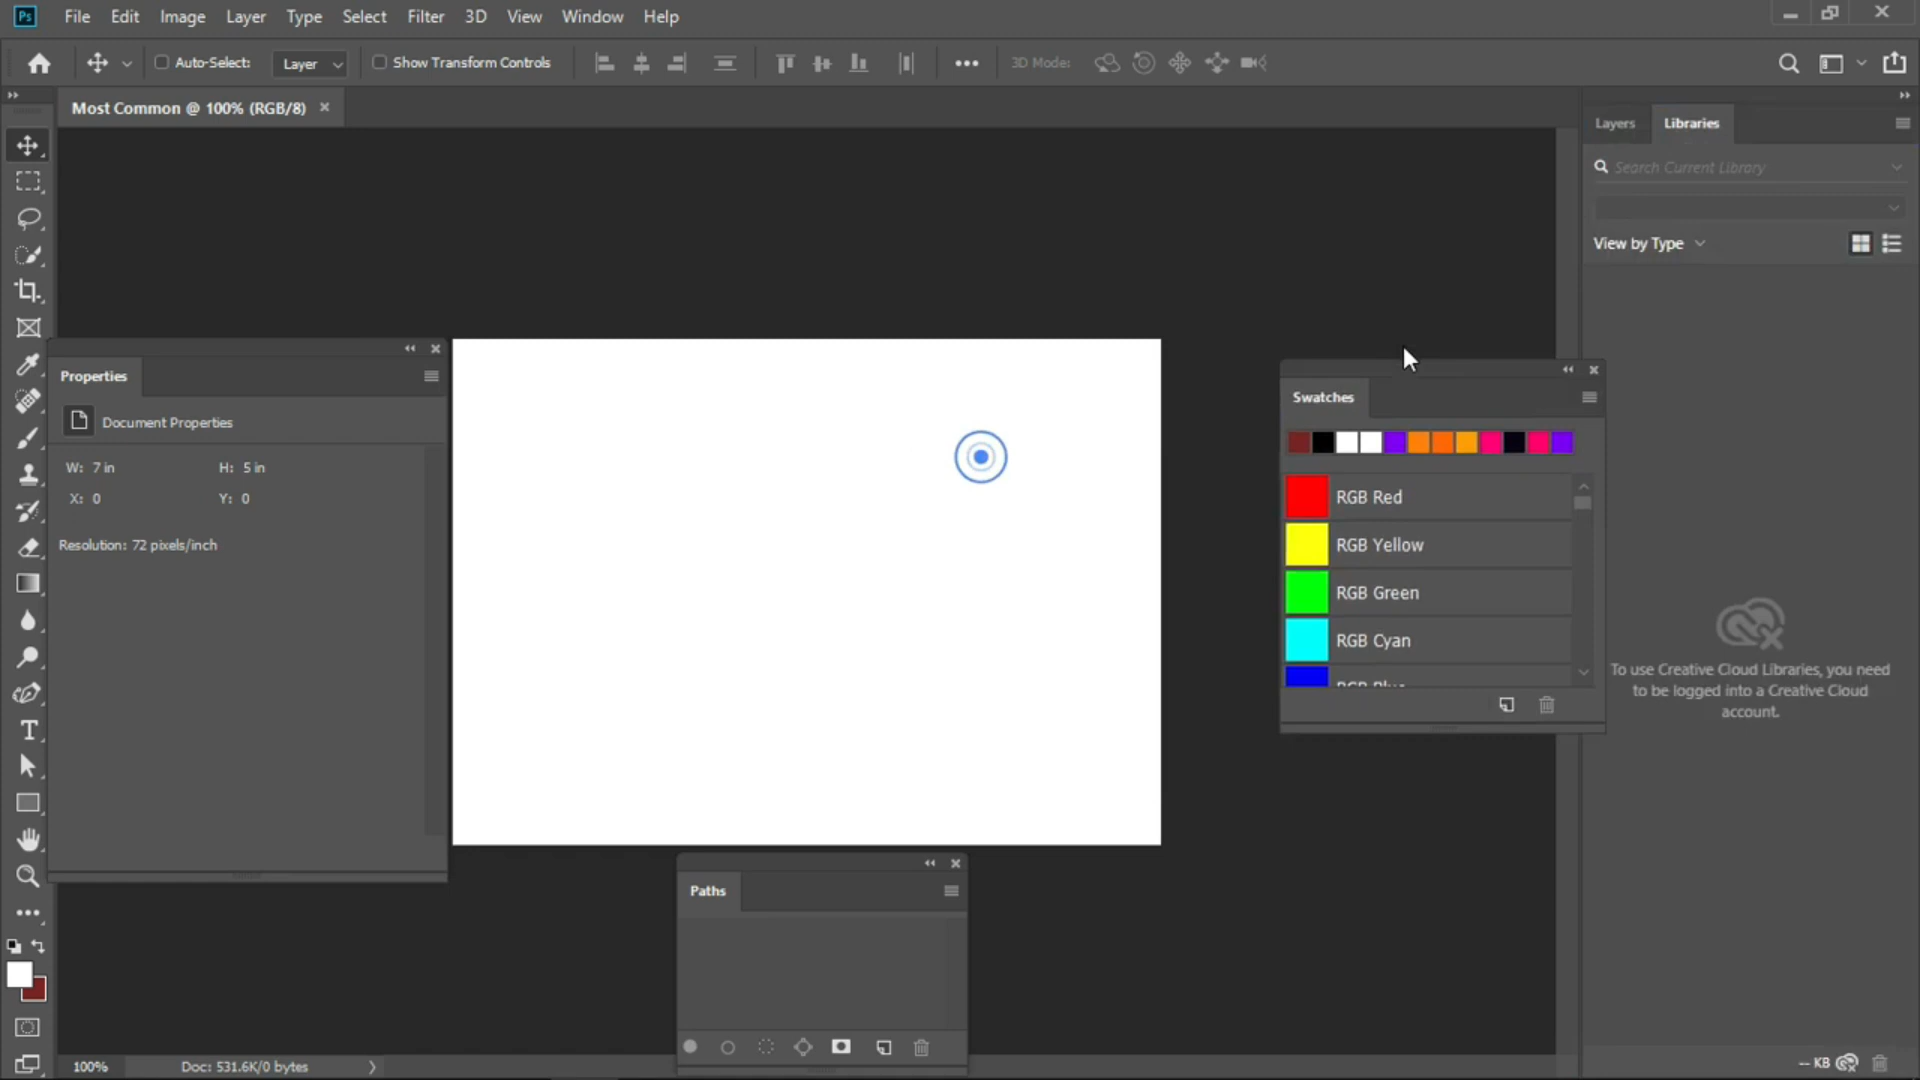 Ps File Edit Image Layer Type Select Filter 3D View Window Help
Auto-Select: Layer Show Transform Controls 3D Mode:
Most Common @ 100% (RGB/8)
Layers Libraries
Search Current Library
View by Type
Properties
Document Properties
W: 7 in H: 5 in
X: 0 Y: 0
Resolution: 72 pixels/inch
Swatches
RGB Red
RGB Yellow
RGB Green
RGB Cyan
RGB Blue
To use Creative Cloud Libraries, you need
to be logged into a Creative Cloud
account.
Paths
100% Doc: 531.6K/0 bytes
-- KB